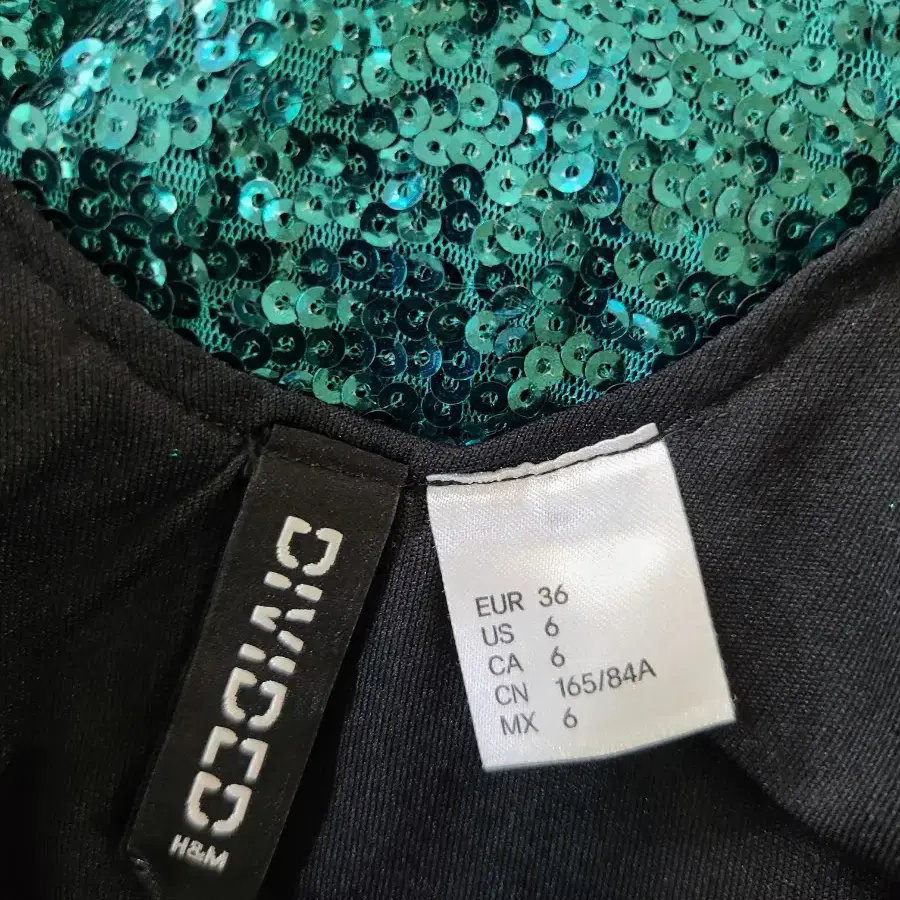 DIVIDED
H&M
EUR 36
US 6
CA 6
CN 165/84A
MX 6